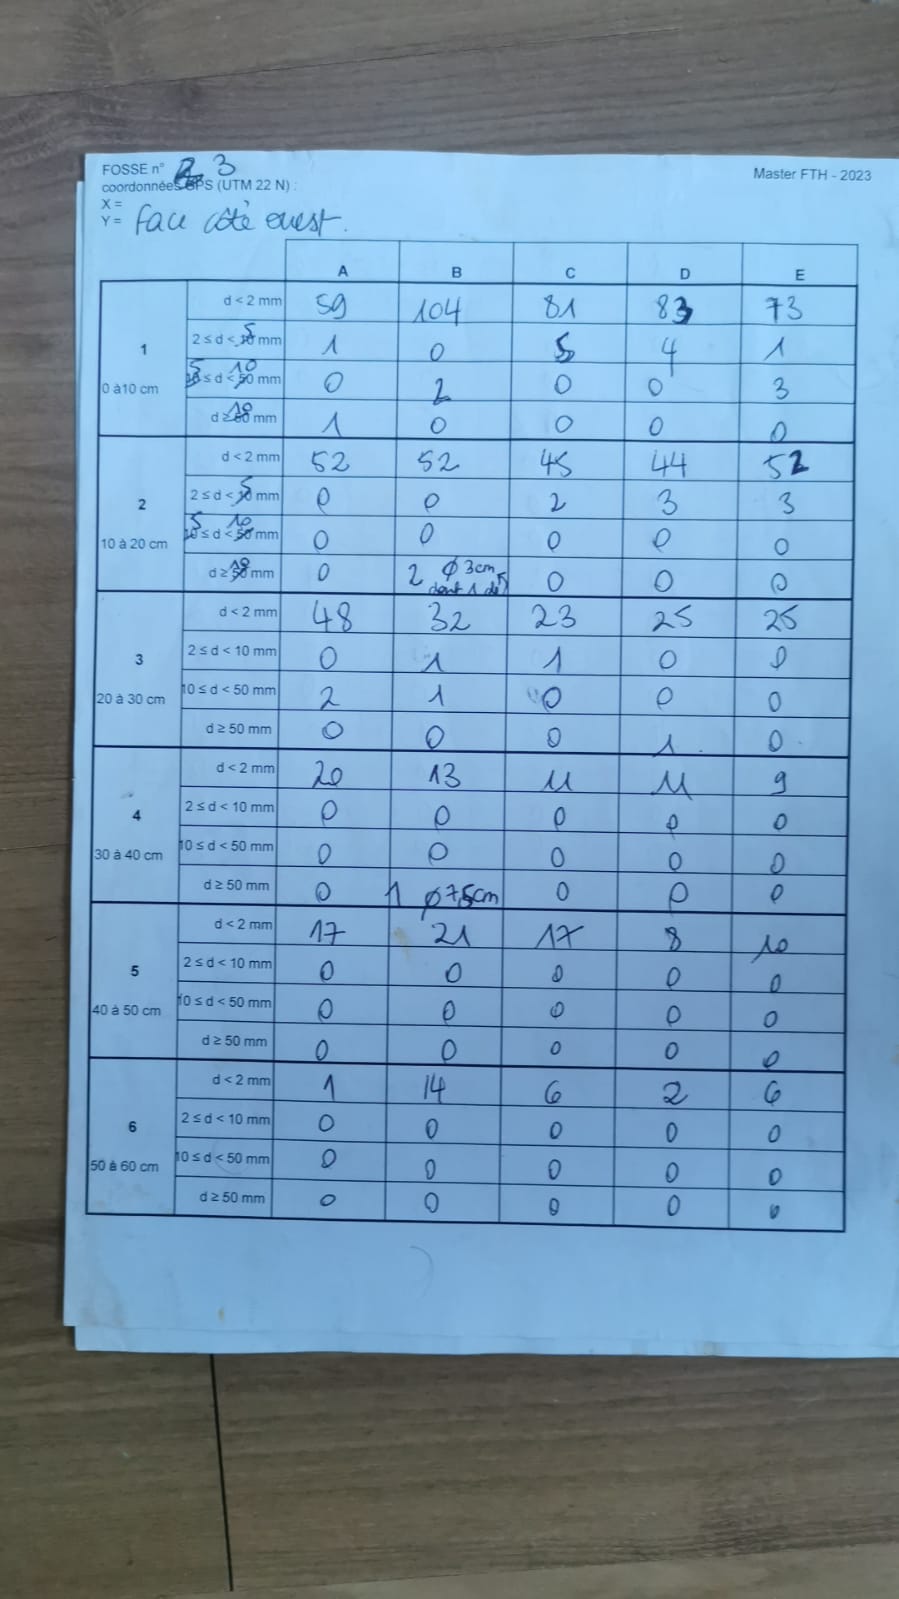 FOSSE n° 3
Master FTH - 2023
coordonnées GPS (UTM 22 N) :
X =
Y = face côté ouest.
A B C D E
1
0 à10 cm
d < 2 mm 59 104 81 83 73
2 ≤ d < 5 mm 1 0 5 4 1
5 ≤ d < 10 mm 0 2 0 0 3
d ≥ 10 mm 1 0 0 0 0
2
10 à 20 cm
d < 2 mm 52 52 45 44 52
2 ≤ d < 5 mm 0 0 2 3 3
5 ≤ d < 10 mm 0 0 0 0 0
d ≥ 10 mm 0 2 ϕ 3cm dont 1 0 0 0
3
20 à 30 cm
d < 2 mm 48 32 23 25 25
2 ≤ d < 10 mm 0 1 1 0 0
10 ≤ d < 50 mm 2 1 0 0 0
d ≥ 50 mm 0 0 0 1 0
4
30 à 40 cm
d < 2 mm 20 13 11 11 9
2 ≤ d < 10 mm 0 0 0 0 0
10 ≤ d < 50 mm 0 0 0 0 0
d ≥ 50 mm 0 1 ϕ 7,5cm 0 0 0
5
40 à 50 cm
d < 2 mm 17 21 17 8 10
2 ≤ d < 10 mm 0 0 0 0 0
10 ≤ d < 50 mm 0 0 0 0 0
d ≥ 50 mm 0 0 0 0 0
6
50 à 60 cm
d < 2 mm 1 14 6 2 6
2 ≤ d < 10 mm 0 0 0 0 0
10 ≤ d < 50 mm 0 0 0 0 0
d ≥ 50 mm 0 0 0 0 0